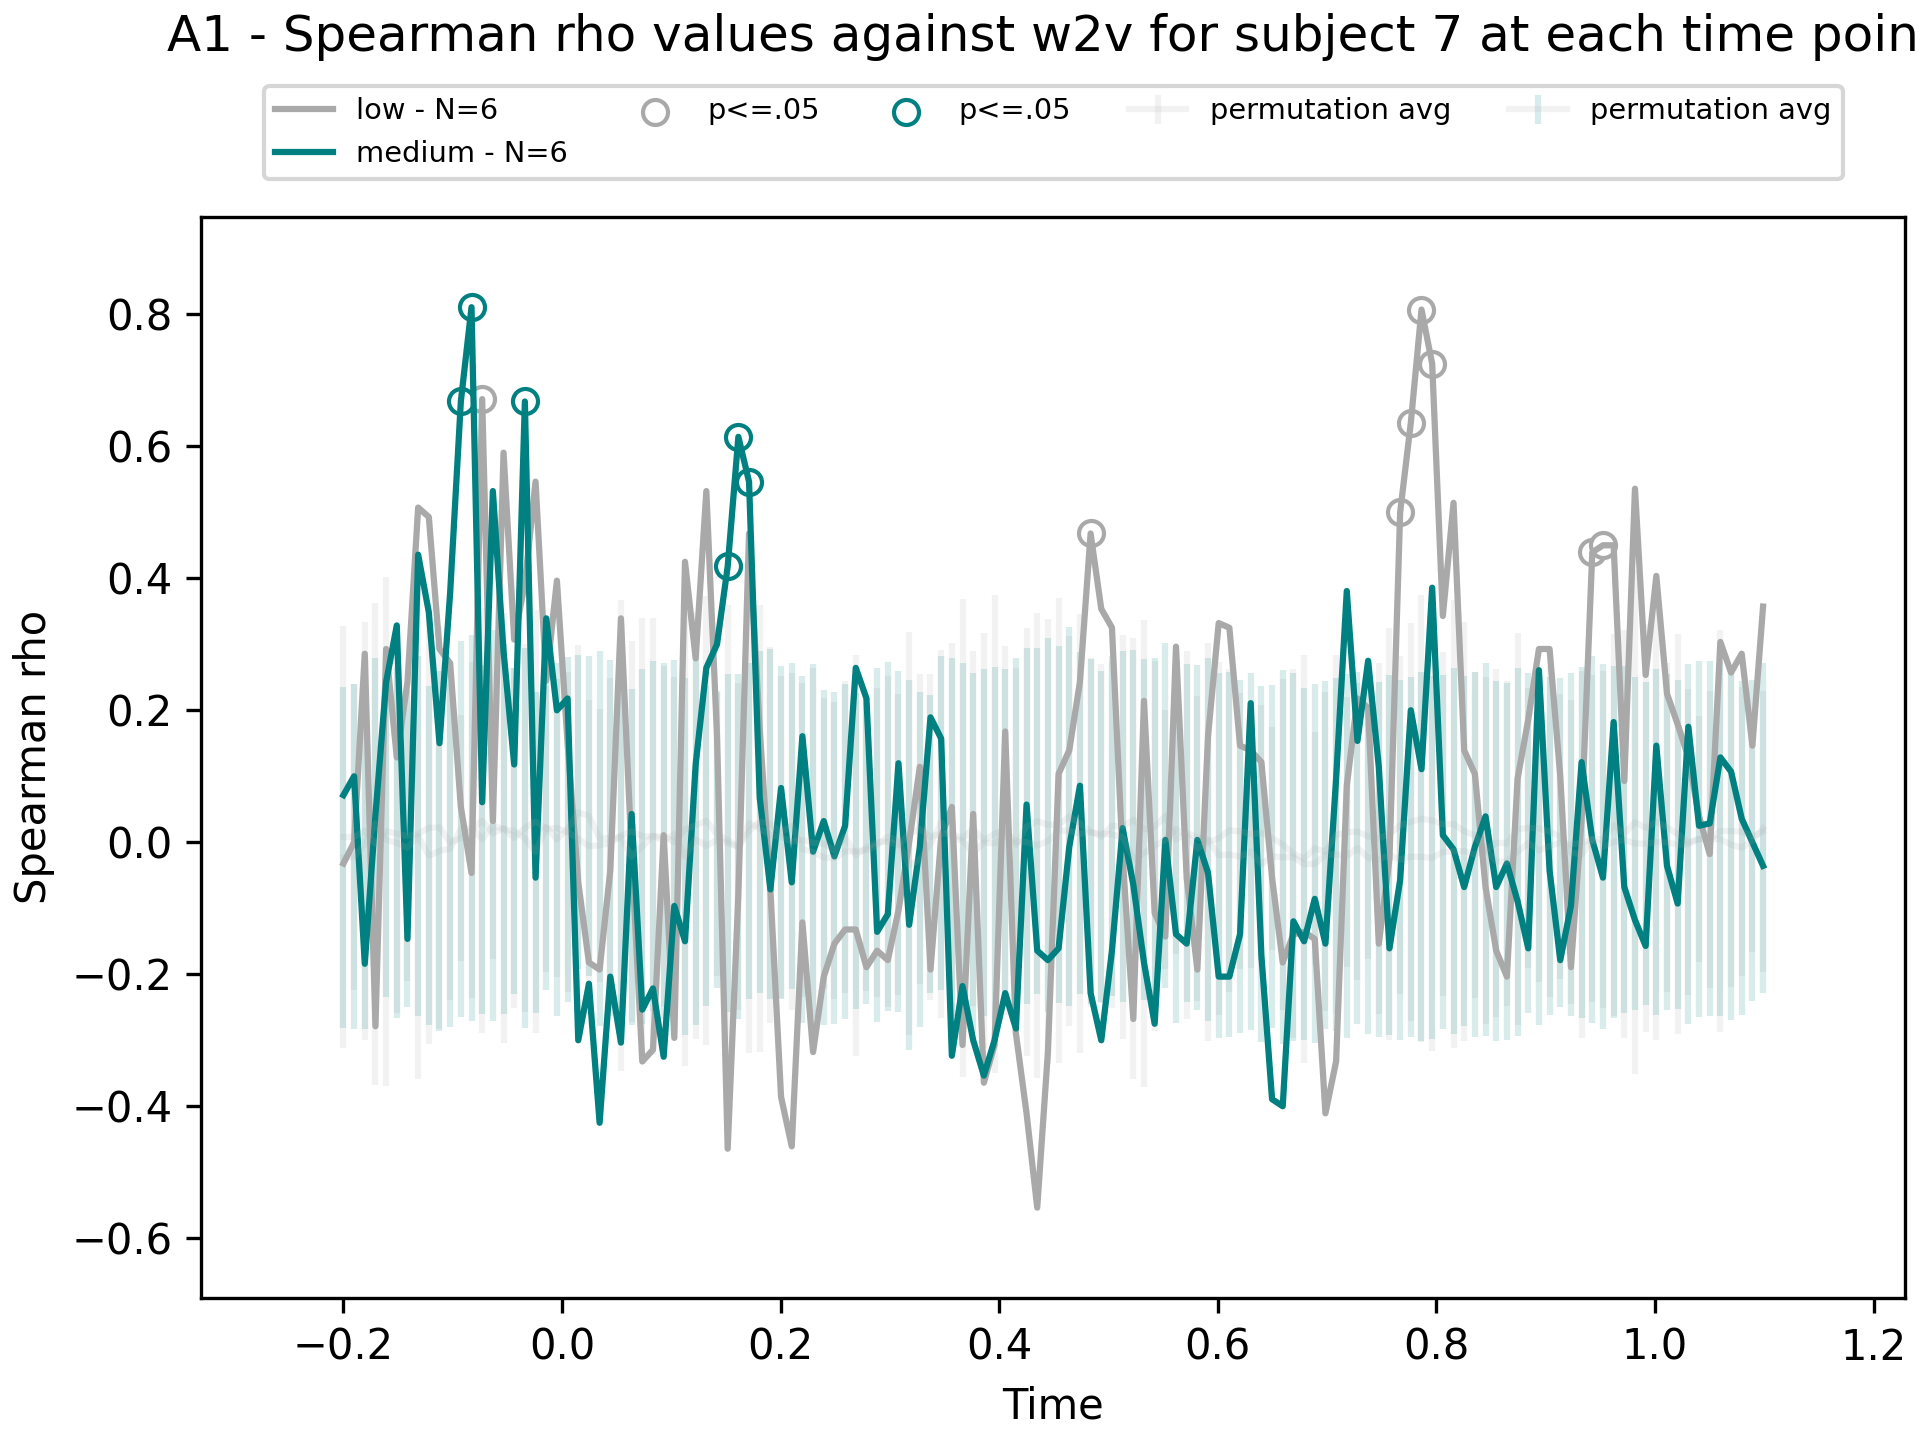 A1 - Spearman rho values against w2v for subject 7 at each time poin
low - N=6 p<=.05 p<=.05 permutation avg permutation avg
medium - N=6
Spearman rho
0.8
0.6
0.4
0.2
0.0
−0.2
−0.4
−0.6
−0.2 0.0 0.2 0.4 0.6 0.8 1.0 1.2
Time